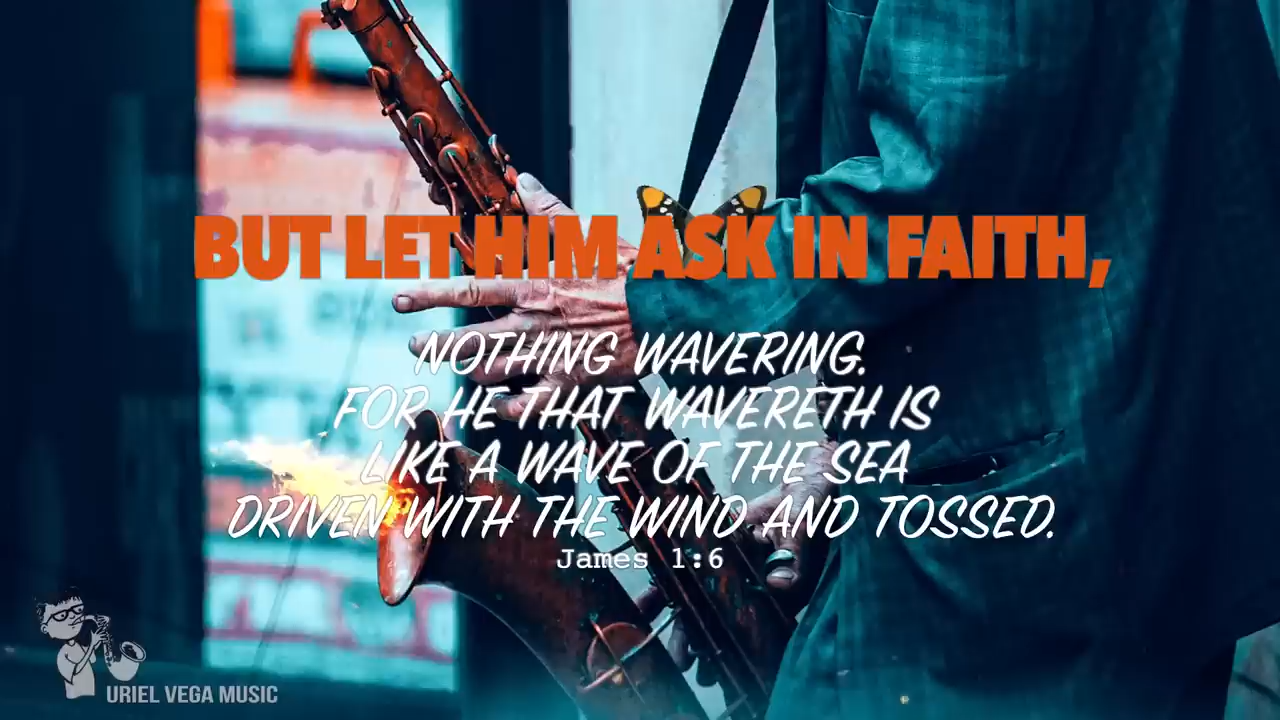 BUT LET HIM ASK IN FAITH,
NOTHING WAVERING.
FOR HE THAT WAVERETH IS
LIKE A WAVE OF THE SEA
DRIVEN WITH THE WIND AND TOSSED.
James 1:6
URIEL VEGA MUSIC